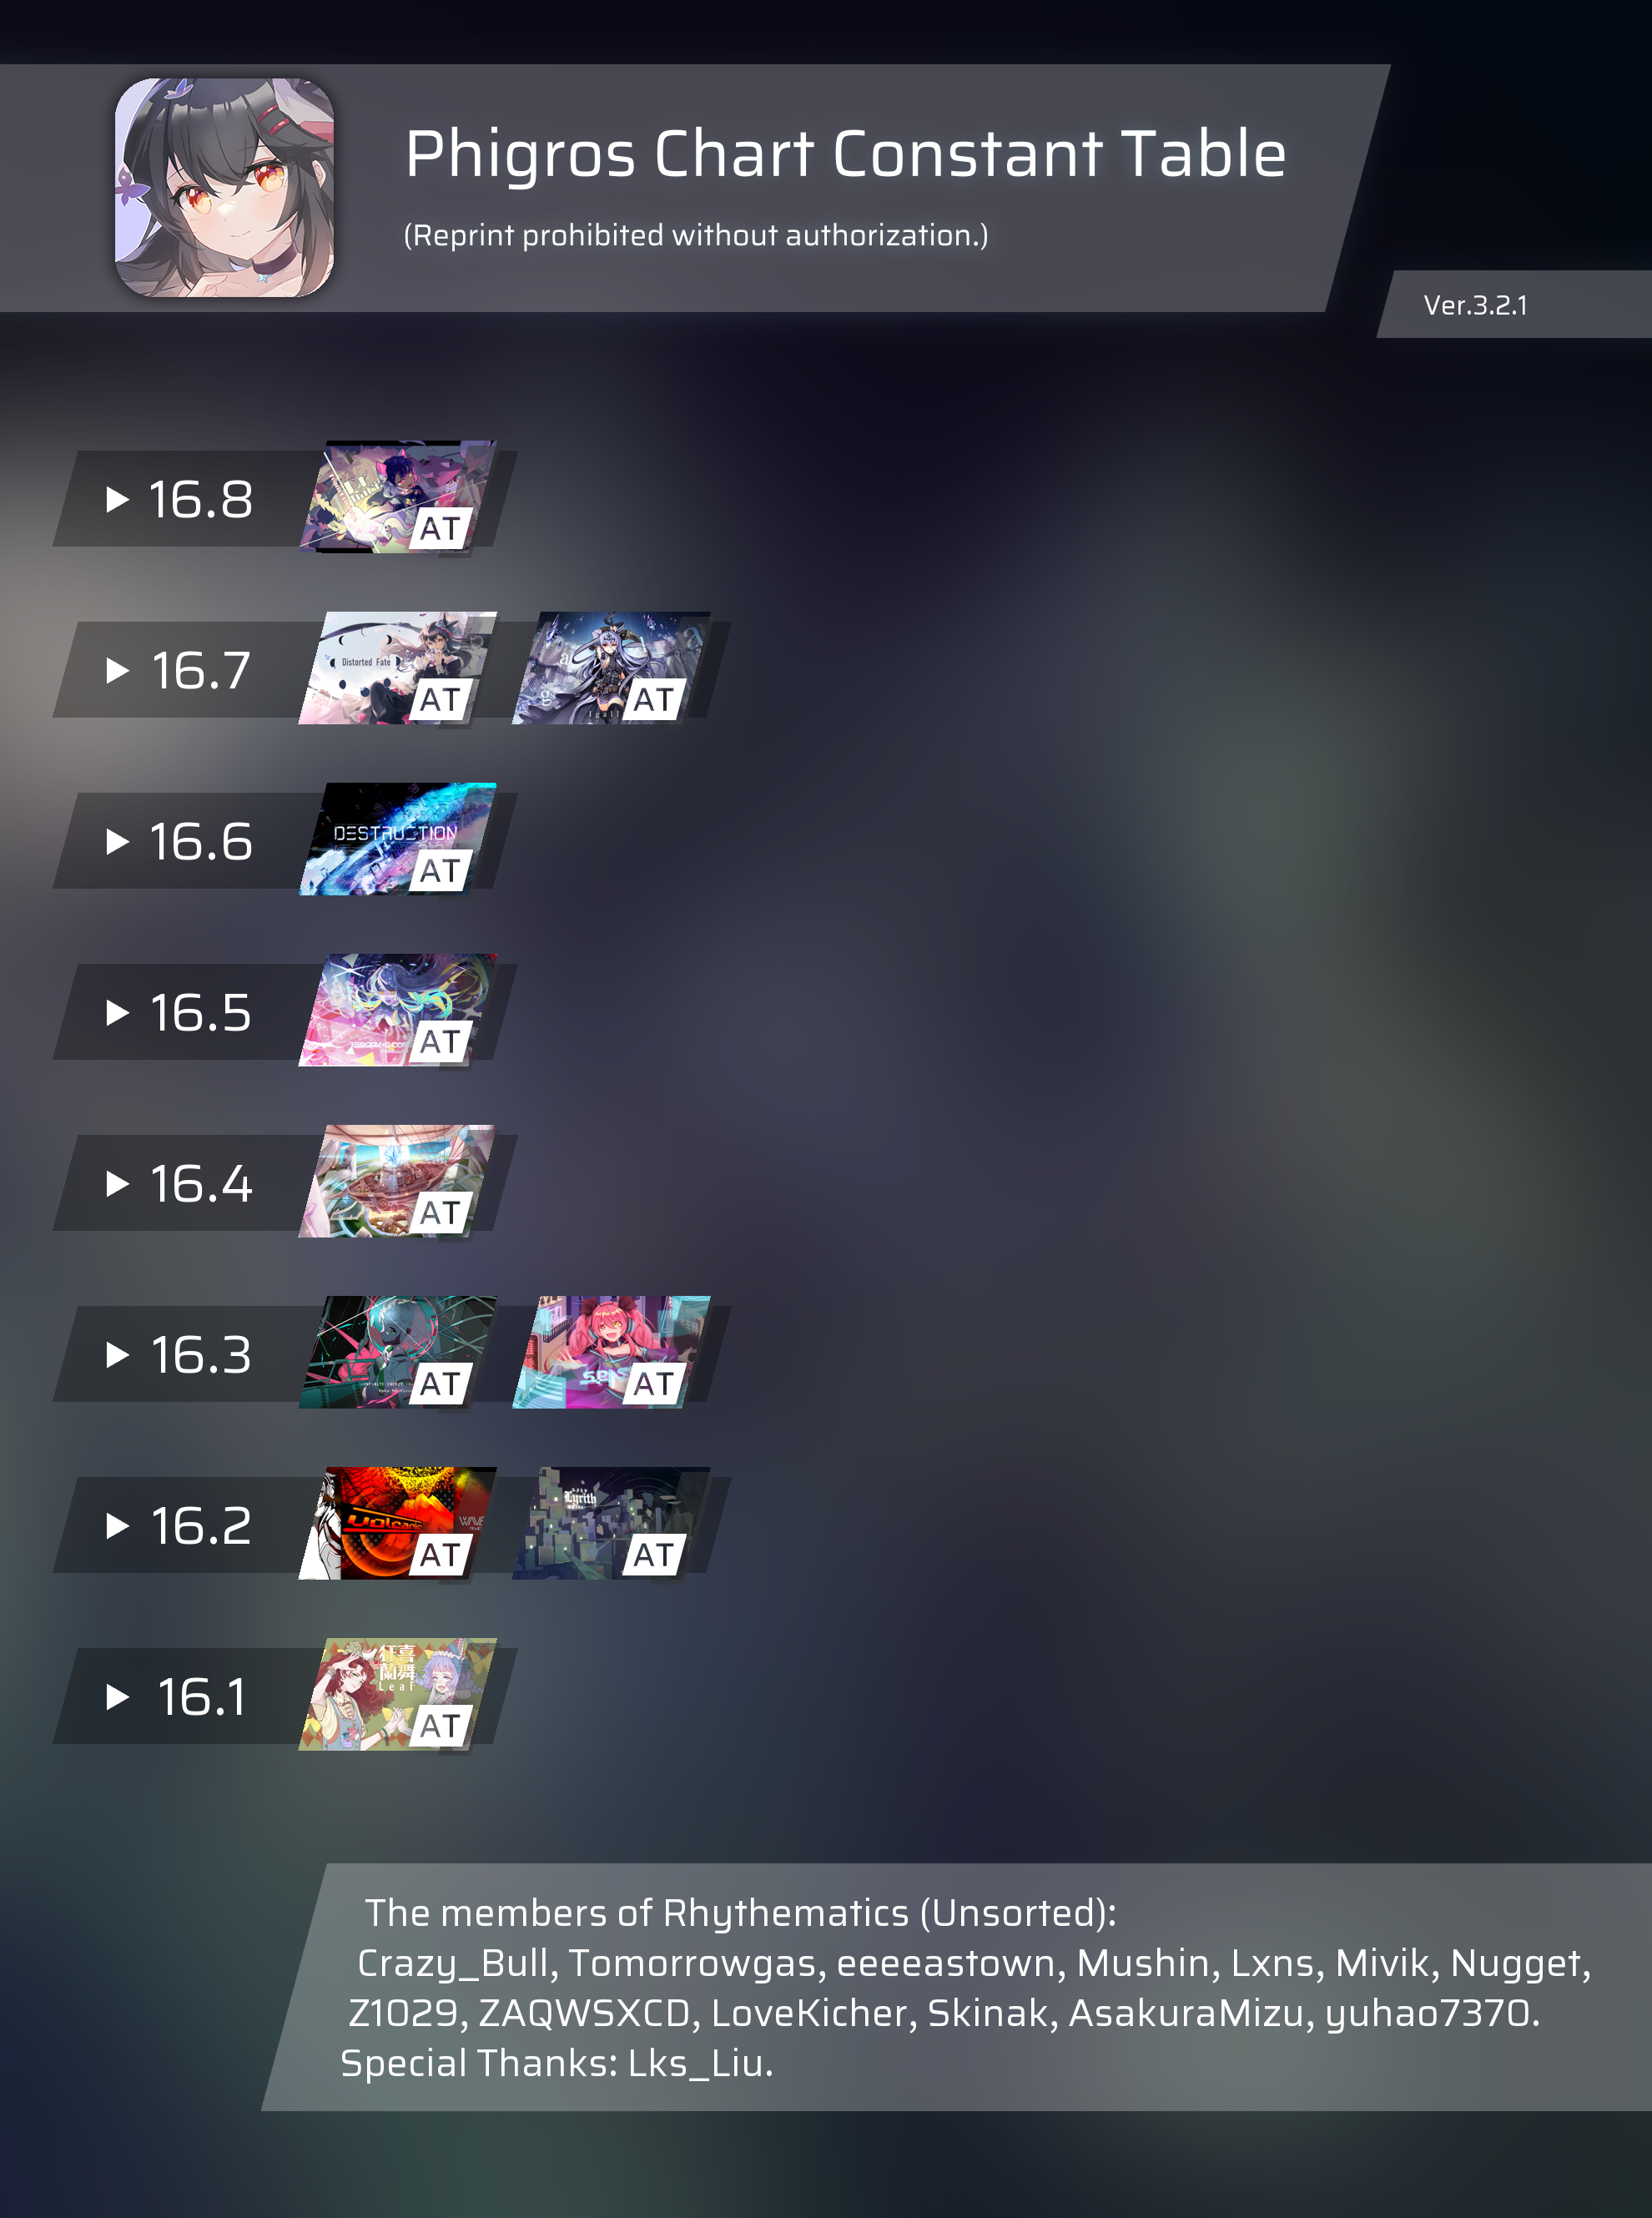 Phigros Chart Constant Table
(Reprint prohibited without authorization.)
Ver.3.2.1
16.8
AT
16.7
Distorted Fate
AT
AT
16.6
DESTRUCTION
AT
16.5
AT
16.4
AT
16.3
AT
AT
16.2
Volcanic
AT
Lyrith
AT
16.1
狂喜
蘭舞
LeaF
AT
The members of Rhythematics (Unsorted):
Crazy_Bull, Tomorrowgas, eeeeastown, Mushin, Lxns, Mivik, Nugget,
Z1029, ZAQWSXCD, LoveKicher, Skinak, AsakuraMizu, yuhao7370.
Special Thanks: Lks_Liu.